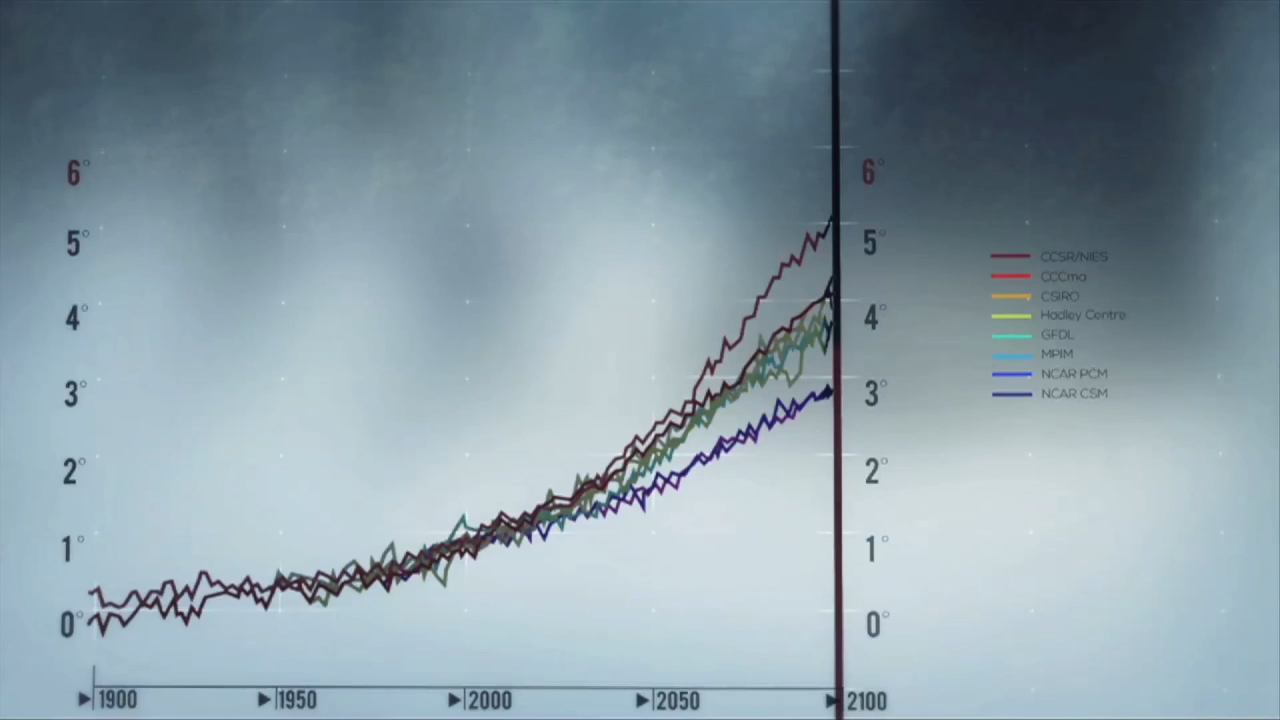 6°
5°
4°
3°
2°
1°
0°
6°
5°
4°
3°
2°
1°
0°
CCSR/NIES
CCCma
CSIRO
Hadley Centre
GFDL
MPIM
NCAR PCM
NCAR CSM
1900
1950
2000
2050
2100